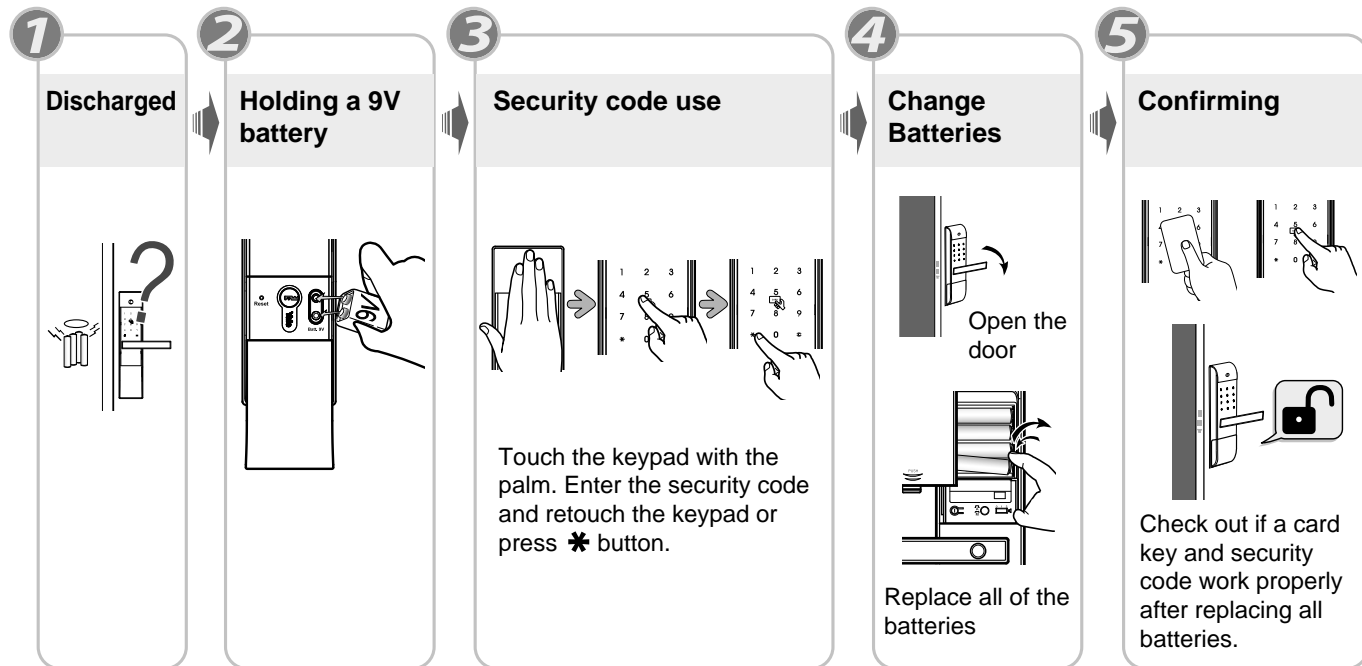 1
Discharged
2
Holding a 9V
battery
Reset
Batt. 9V
9V
3
Security code use
1 2 3
4 5 6
7 8
* 0
1 2 3
4 5 6
7 8 9
* 0
Touch the keypad with the
palm. Enter the security code
and retouch the keypad or
press * button.
4
Change
Batteries
Open the
door
PUSH
Replace all of the
batteries
5
Confirming
1 2 3
6
7
*
1 2 3
4 5 6
7 8
* 0
Check out if a card
key and security
code work properly
after replacing all
batteries.